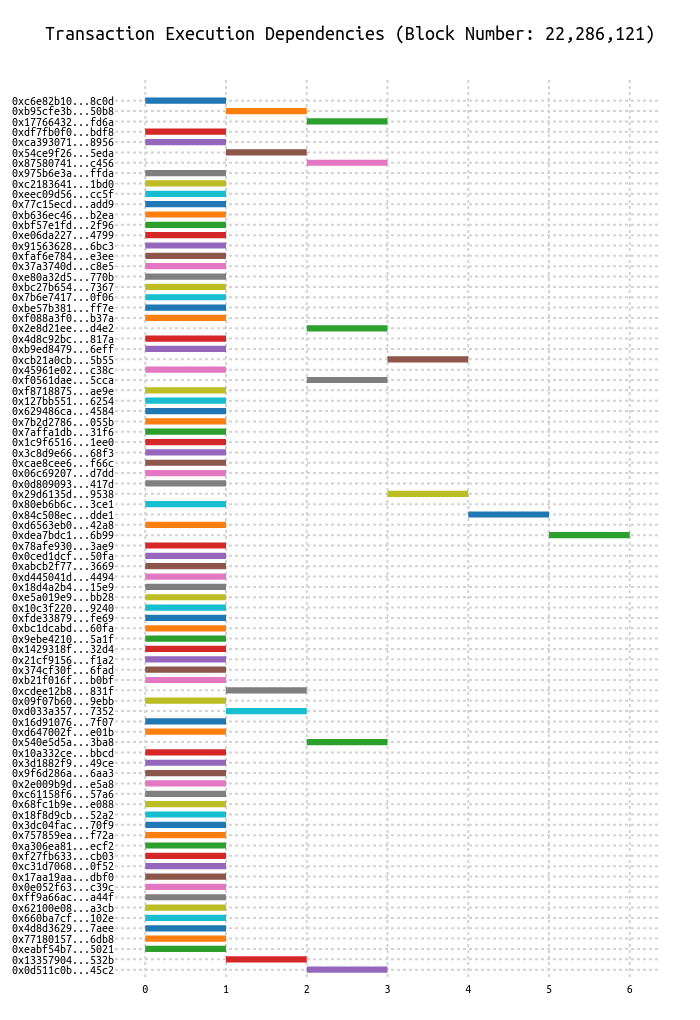 Transaction Execution Dependencies (Block Number: 22,286,121)
0xc6e82b10...8c0d
0xb95cfe3b...50b8
0x17766432...fd6a
0xdf7fb0f0...bdf8
0xca393071...8956
0x54ce9f26...5eda
0x87580741...c456
0x975b6e3a...ffda
0xc2183641...1bd0
0xeec09d56...cc5f
0x77c15ecd...add9
0xb636ec46...b2ea
0xbf57e1fd...2f96
0xe06da227...4799
0x91563628...6bc3
0xfaf6e784...e3ee
0x37a3740d...c8e5
0xe80a32d5...770b
0xbc27b654...7367
0x7b6e7417...0f06
0xbe57b381...ff7e
0xf088a3f0...b37a
0x2e8d21ee...d4e2
0x4d8c92bc...817a
0xb9ed8479...6eff
0xcb21a0cb...5b55
0x45961e02...c38c
0xf0561dae...5cca
0xf8718875...ae9e
0x127bb551...6254
0x629486ca...4584
0x7b2d2786...055b
0x7affa1db...31f6
0x1c9f6516...1ee0
0x3c8d9e66...68f3
0xcae8cee6...f66c
0x06c69207...d7dd
0x0d809093...417d
0x29d6135d...9538
0x80eb6b6c...3ce1
0x84c508ec...dde1
0xd6563eb0...42a8
0xdea7bdc1...6b99
0x78afe930...3ae9
0x0ced1dcf...50fa
0xabcb2f77...3669
0xd445041d...4494
0x18d4a2b4...15e9
0xe5a019e9...bb28
0x10c3f220...9240
0xfde33879...fe69
0xbc1dcabd...60fa
0x9ebe4210...5a1f
0x1429318f...32d4
0x21cf9156...f1a2
0x374cf30f...6fad
0xb21f016f...b0bf
0xcdee12b8...831f
0x09f07b60...9ebb
0xd033a357...7352
0x16d91076...7f07
0xd647002f...e01b
0x540e5d5a...3ba8
0x10a332ce...bbcd
0x3d1882f9...49ce
0x9f6d286a...6aa3
0x2e009b9d...e5a8
0xc61158f6...57a6
0x68fc1b9e...e088
0x18f8d9cb...52a2
0x3dc04fac...70f9
0x757859ea...f72a
0xa306ea81...ecf2
0xf27fb633...cb03
0xc31d7068...0f52
0x17aa19aa...dbf0
0x0e052f63...c39c
0xff9a66ac...a44f
0x62100e08...a3cb
0x660ba7cf...102e
0x4d8d3629...7aee
0x77180157...6db8
0xeabf54b7...5021
0x13357904...532b
0x0d511c0b...45c2
0 1 2 3 4 5 6